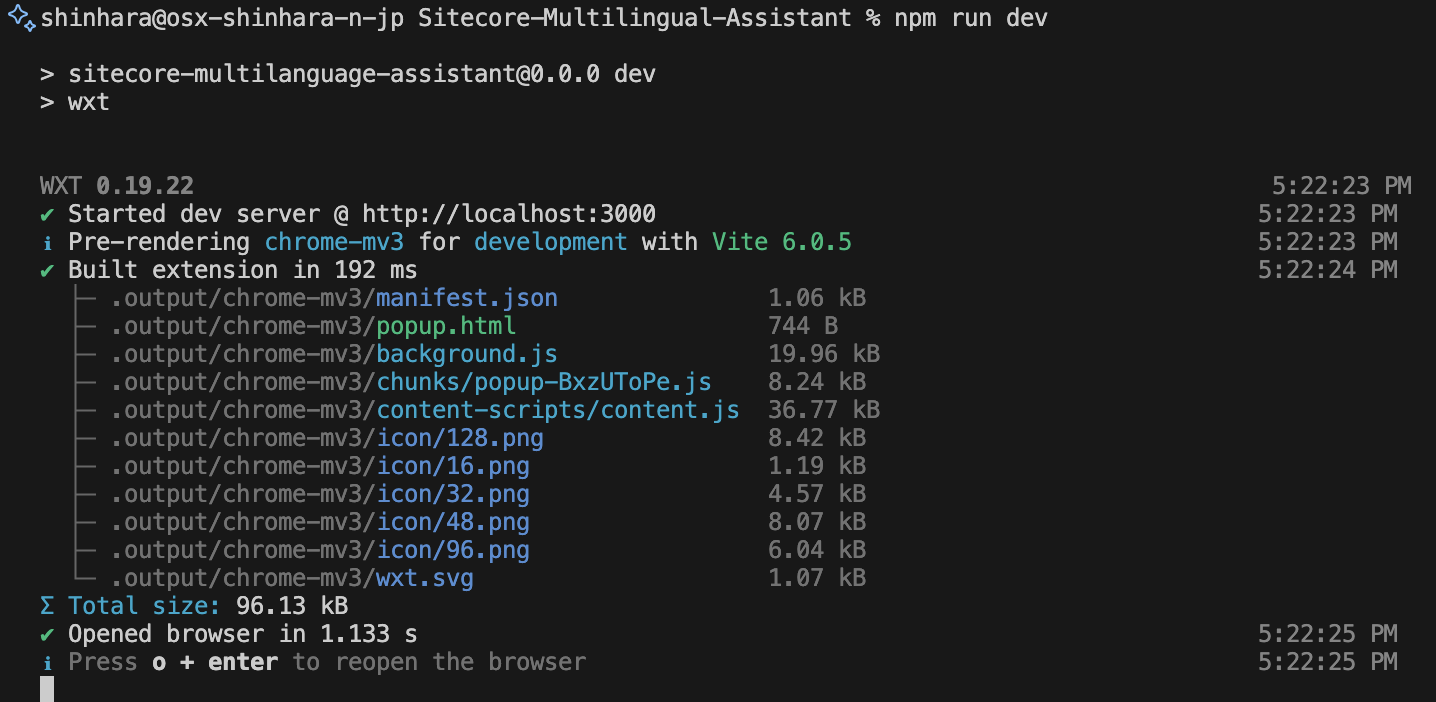 shinhara@osx-shinhara-n-jp Sitecore-Multilingual-Assistant % npm run dev
> sitecore-multilanguage-assistant@0.0.0 dev
> wxt
WXT 0.19.22 5:22:23 PM
✔ Started dev server @ http://localhost:3000 5:22:23 PM
ℹ Pre-rendering chrome-mv3 for development with Vite 6.0.5 5:22:23 PM
✔ Built extension in 192 ms 5:22:24 PM
├─ .output/chrome-mv3/manifest.json 1.06 kB
├─ .output/chrome-mv3/popup.html 744 B
├─ .output/chrome-mv3/background.js 19.96 kB
├─ .output/chrome-mv3/chunks/popup-BxzUToPe.js 8.24 kB
├─ .output/chrome-mv3/content-scripts/content.js 36.77 kB
├─ .output/chrome-mv3/icon/128.png 8.42 kB
├─ .output/chrome-mv3/icon/16.png 1.19 kB
├─ .output/chrome-mv3/icon/32.png 4.57 kB
├─ .output/chrome-mv3/icon/48.png 8.07 kB
├─ .output/chrome-mv3/icon/96.png 6.04 kB
└─ .output/chrome-mv3/wxt.svg 1.07 kB
Σ Total size: 96.13 kB
✔ Opened browser in 1.133 s 5:22:25 PM
ℹ Press o + enter to reopen the browser 5:22:25 PM